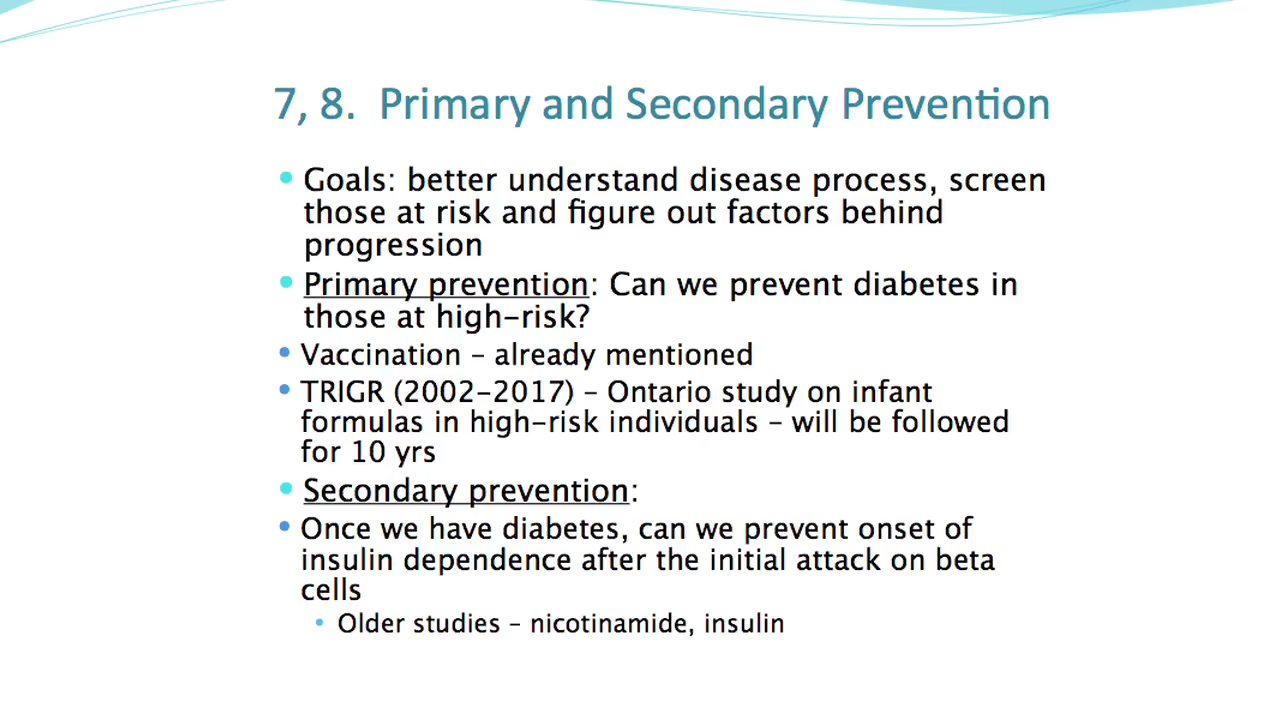 7, 8. Primary and Secondary Prevention
• Goals: better understand disease process, screen
those at risk and figure out factors behind
progression
• Primary prevention: Can we prevent diabetes in
those at high-risk?
• Vaccination – already mentioned
• TRIGR (2002-2017) – Ontario study on infant
formulas in high-risk individuals – will be followed
for 10 yrs
• Secondary prevention:
• Once we have diabetes, can we prevent onset of
insulin dependence after the initial attack on beta
cells
• Older studies – nicotinamide, insulin